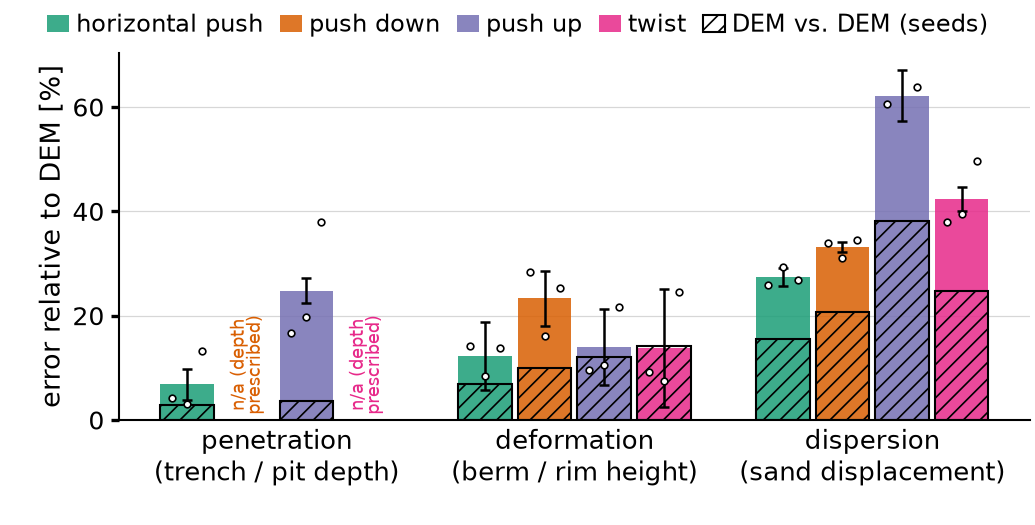 horizontal push push down push up twist DEM vs. DEM (seeds)
error relative to DEM [%]
60
40
20
0
n/a (depth
prescribed)
n/a (depth
prescribed)
penetration
(trench / pit depth)
deformation
(berm / rim height)
dispersion
(sand displacement)